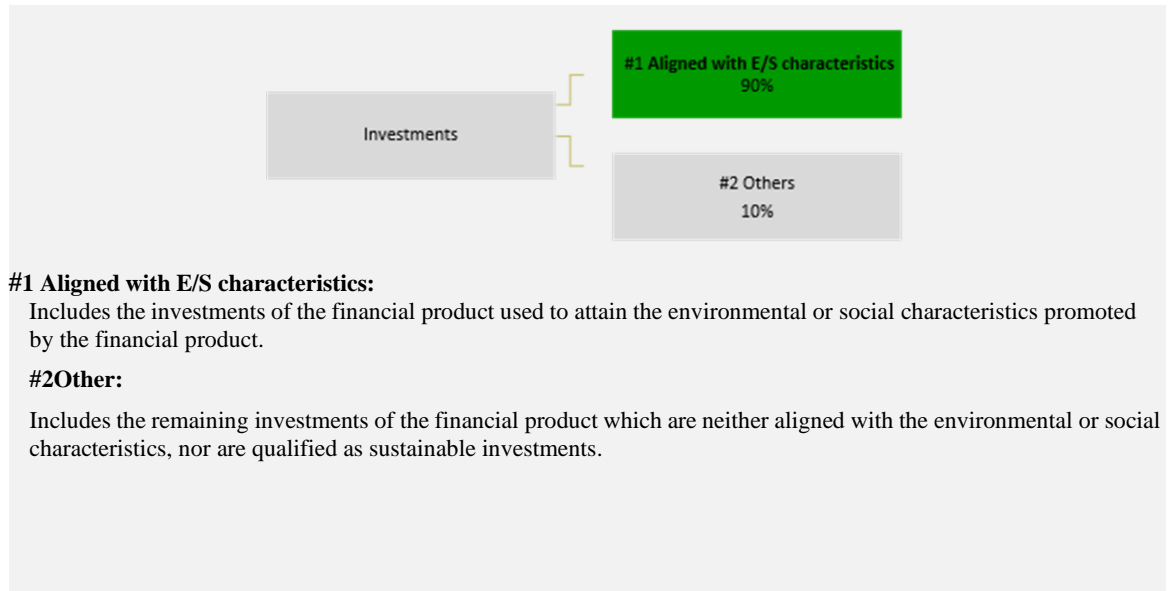 #1 Aligned with E/S characteristics
90%
Investments
#2 Others
10%
#1 Aligned with E/S characteristics:
Includes the investments of the financial product used to attain the environmental or social characteristics promoted
by the financial product.
#2Other:
Includes the remaining investments of the financial product which are neither aligned with the environmental or social
characteristics, nor are qualified as sustainable investments.